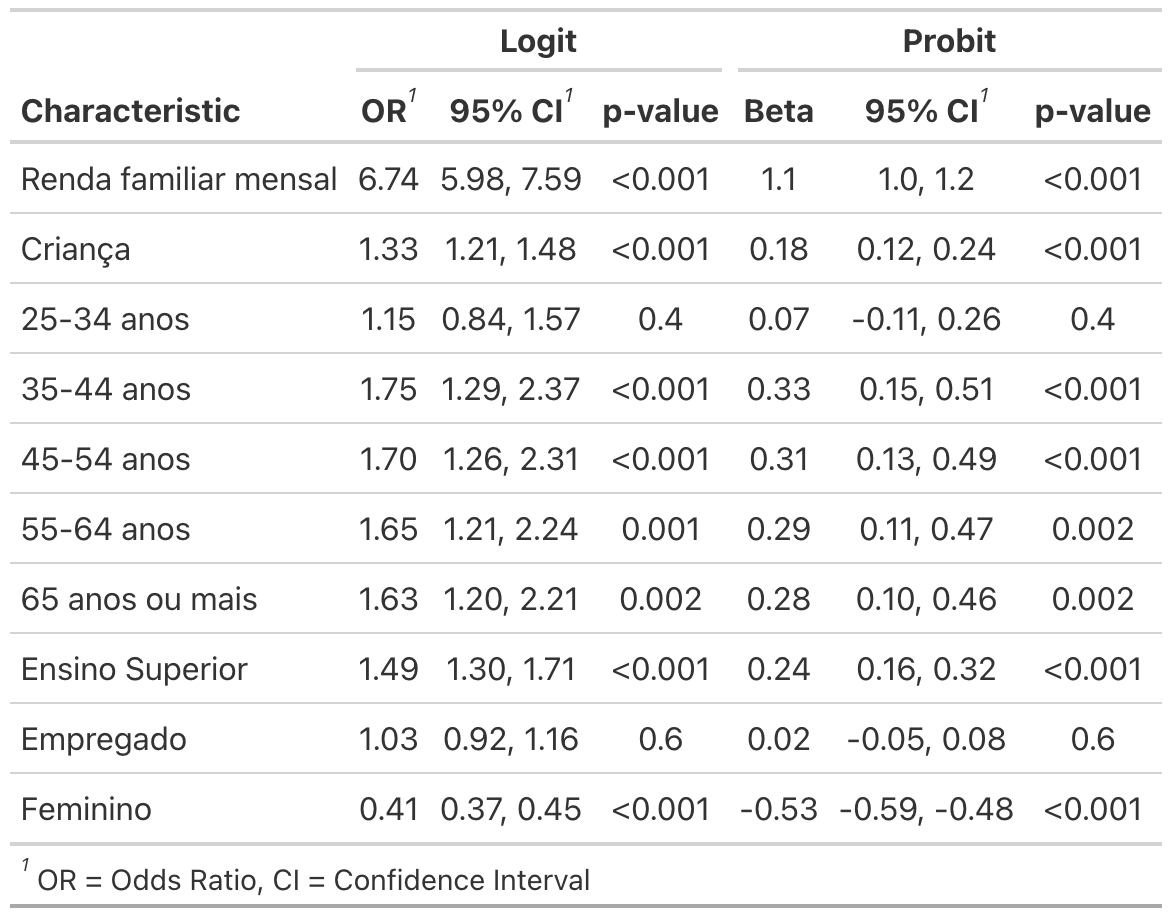 Logit Probit
Characteristic OR¹ 95% CI¹ p-value Beta 95% CI¹ p-value
Renda familiar mensal 6.74 5.98, 7.59 <0.001 1.1 1.0, 1.2 <0.001
Criança 1.33 1.21, 1.48 <0.001 0.18 0.12, 0.24 <0.001
25-34 anos 1.15 0.84, 1.57 0.4 0.07 -0.11, 0.26 0.4
35-44 anos 1.75 1.29, 2.37 <0.001 0.33 0.15, 0.51 <0.001
45-54 anos 1.70 1.26, 2.31 <0.001 0.31 0.13, 0.49 <0.001
55-64 anos 1.65 1.21, 2.24 0.001 0.29 0.11, 0.47 0.002
65 anos ou mais 1.63 1.20, 2.21 0.002 0.28 0.10, 0.46 0.002
Ensino Superior 1.49 1.30, 1.71 <0.001 0.24 0.16, 0.32 <0.001
Empregado 1.03 0.92, 1.16 0.6 0.02 -0.05, 0.08 0.6
Feminino 0.41 0.37, 0.45 <0.001 -0.53 -0.59, -0.48 <0.001
¹ OR = Odds Ratio, CI = Confidence Interval